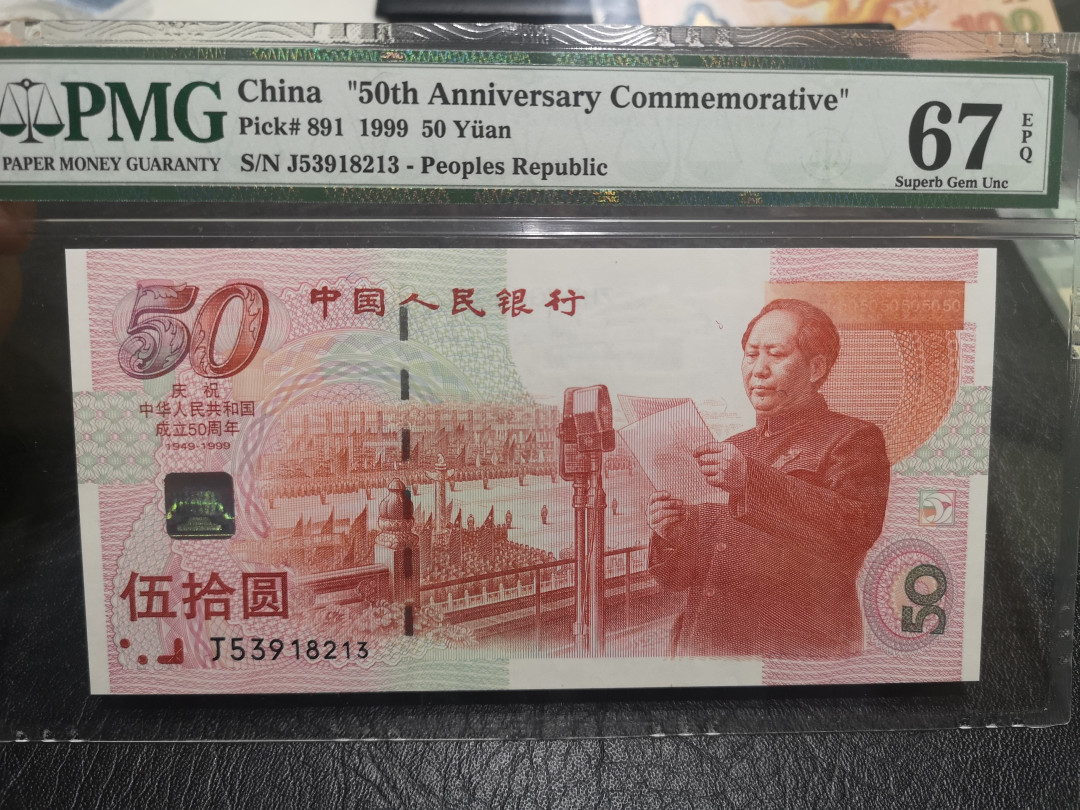 100
PMG
PAPER MONEY GUARANTY
China "50th Anniversary Commemorative"
Pick# 891 1999 50 Yüan
S/N J53918213 - Peoples Republic
67
EPQ
Superb Gem Unc
50
中国人民银行
庆祝
中华人民共和国
成立50周年
1949-1999
伍拾圆
J53918213
50